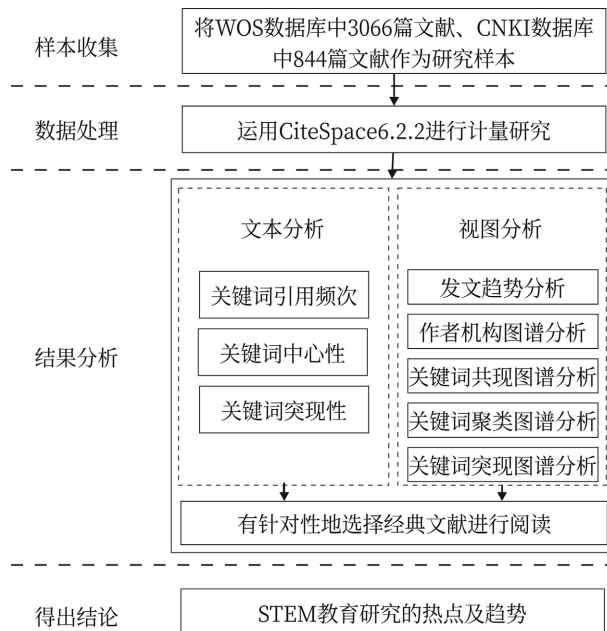 样本收集
将WOS数据库中3066篇文献、CNKI数据库
中844篇文献作为研究样本
数据处理
运用CiteSpace6.2.2进行计量研究
结果分析
文本分析
关键词引用频次
关键词中心性
关键词突现性
视图分析
发文趋势分析
作者机构图谱分析
关键词共现图谱分析
关键词聚类图谱分析
关键词突现图谱分析
有针对性地选择经典文献进行阅读
得出结论
STEM教育研究的热点及趋势